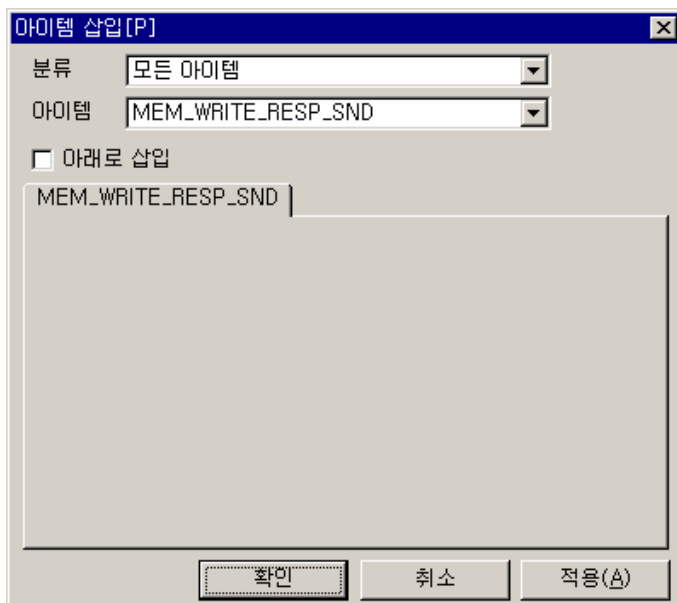 아이템 삽입[P]
분류 모든 아이템
아이템 MEM_WRITE_RESP_SND
아래로 삽입
MEM_WRITE_RESP_SND
확인 취소 적용(A)